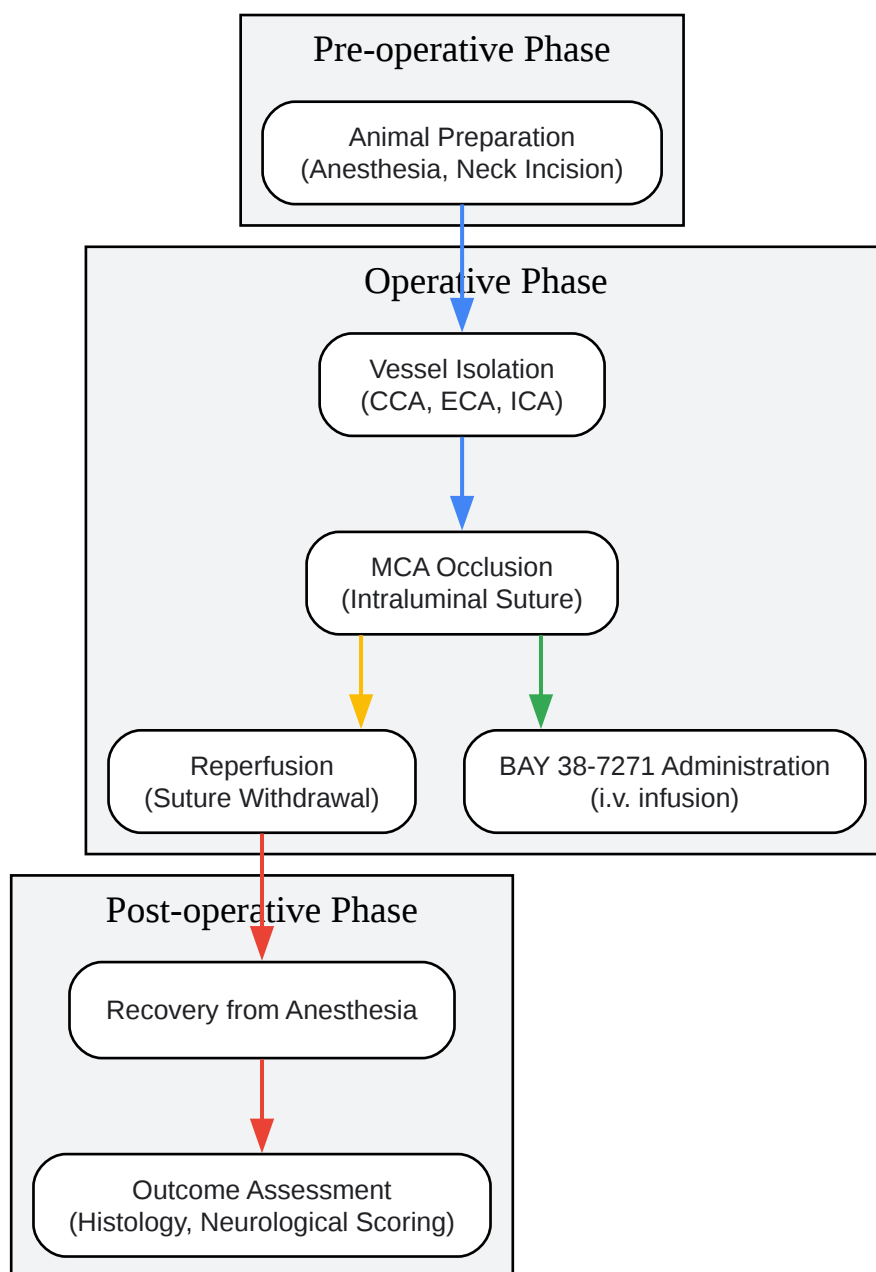 Pre-operative Phase
Animal Preparation
(Anesthesia, Neck Incision)
Operative Phase
Vessel Isolation
(CCA, ECA, ICA)
MCA Occlusion
(Intraluminal Suture)
Reperfusion
(Suture Withdrawal)
BAY 38-7271 Administration
(i.v. infusion)
Post-operative Phase
Recovery from Anesthesia
Outcome Assessment
(Histology, Neurological Scoring)